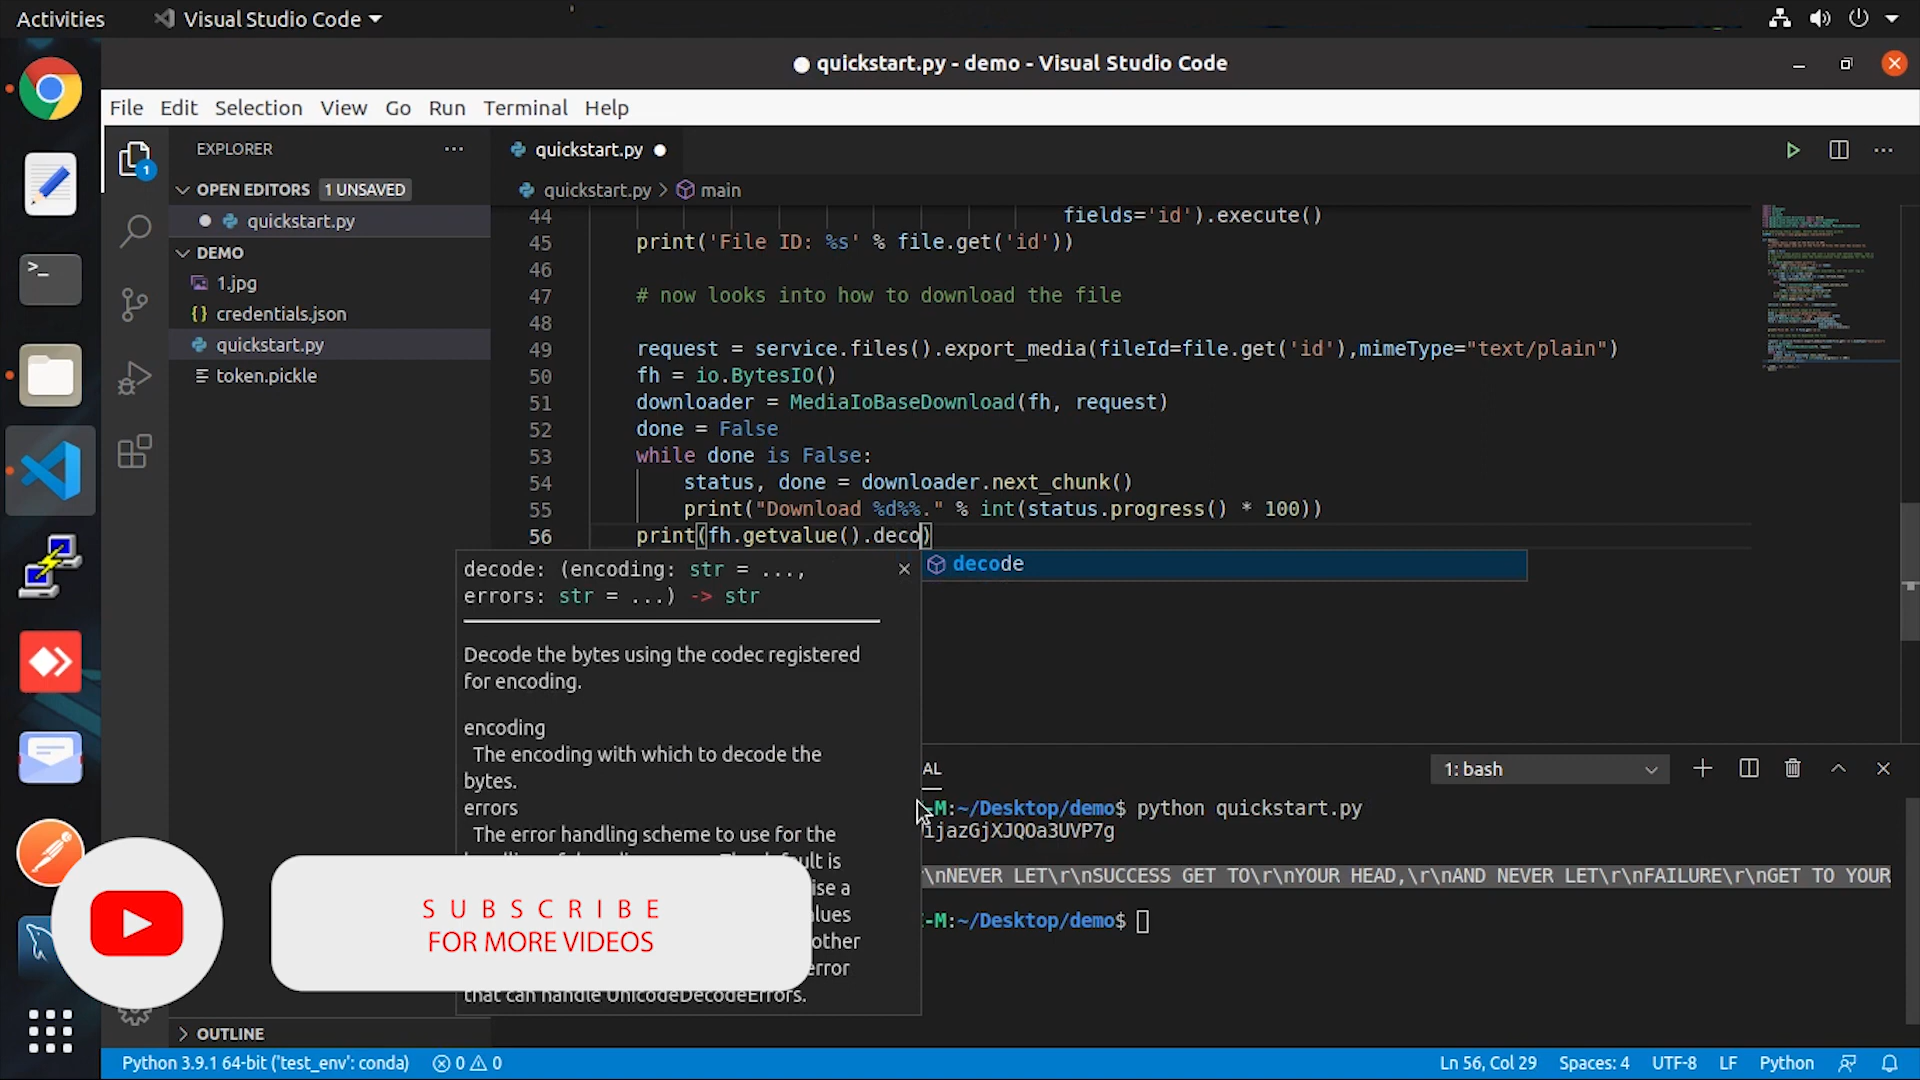 Activities
Visual Studio Code
quickstart.py - demo - Visual Studio Code
File Edit Selection View Go Run Terminal Help
EXPLORER
OPEN EDITORS 1 UNSAVED
quickstart.py
DEMO
1.jpg
{} credentials.json
quickstart.py
token.pickle
OUTLINE
1
quickstart.py
quickstart.py > main
44 fields='id').execute()
45 print('File ID: %s' % file.get('id'))
46
47 # now looks into how to download the file
48
49 request = service.files().export_media(fileId=file.get('id'),mimeType="text/plain")
50 fh = io.BytesIO()
51 downloader = MediaIoBaseDownload(fh, request)
52 done = False
53 while done is False:
54 status, done = downloader.next_chunk()
55 print("Download %d%%." % int(status.progress() * 100))
56 print(fh.getvalue().deco)
decode
decode: (encoding: str = ...,
errors: str = ...) -> str
Decode the bytes using the codec registered
for encoding.
encoding
The encoding with which to decode the
bytes.
errors
The error handling scheme to use for the
other
that can handle UnicodeDecodeErrors.
SUBSCRIBE
FOR MORE VIDEOS
AL
1: bash
-M:~/Desktop/demo$ python quickstart.py
ijazGjXJQOa3UVP7g
\nNEVER LET\r\nSUCCESS GET TO\r\nYOUR HEAD,\r\nAND NEVER LET\r\nFAILURE\r\nGET TO YOUR
-M:~/Desktop/demo$
Python 3.9.1 64-bit ('test_env': conda) 0 0
Ln 56, Col 29 Spaces: 4 UTF-8 LF Python